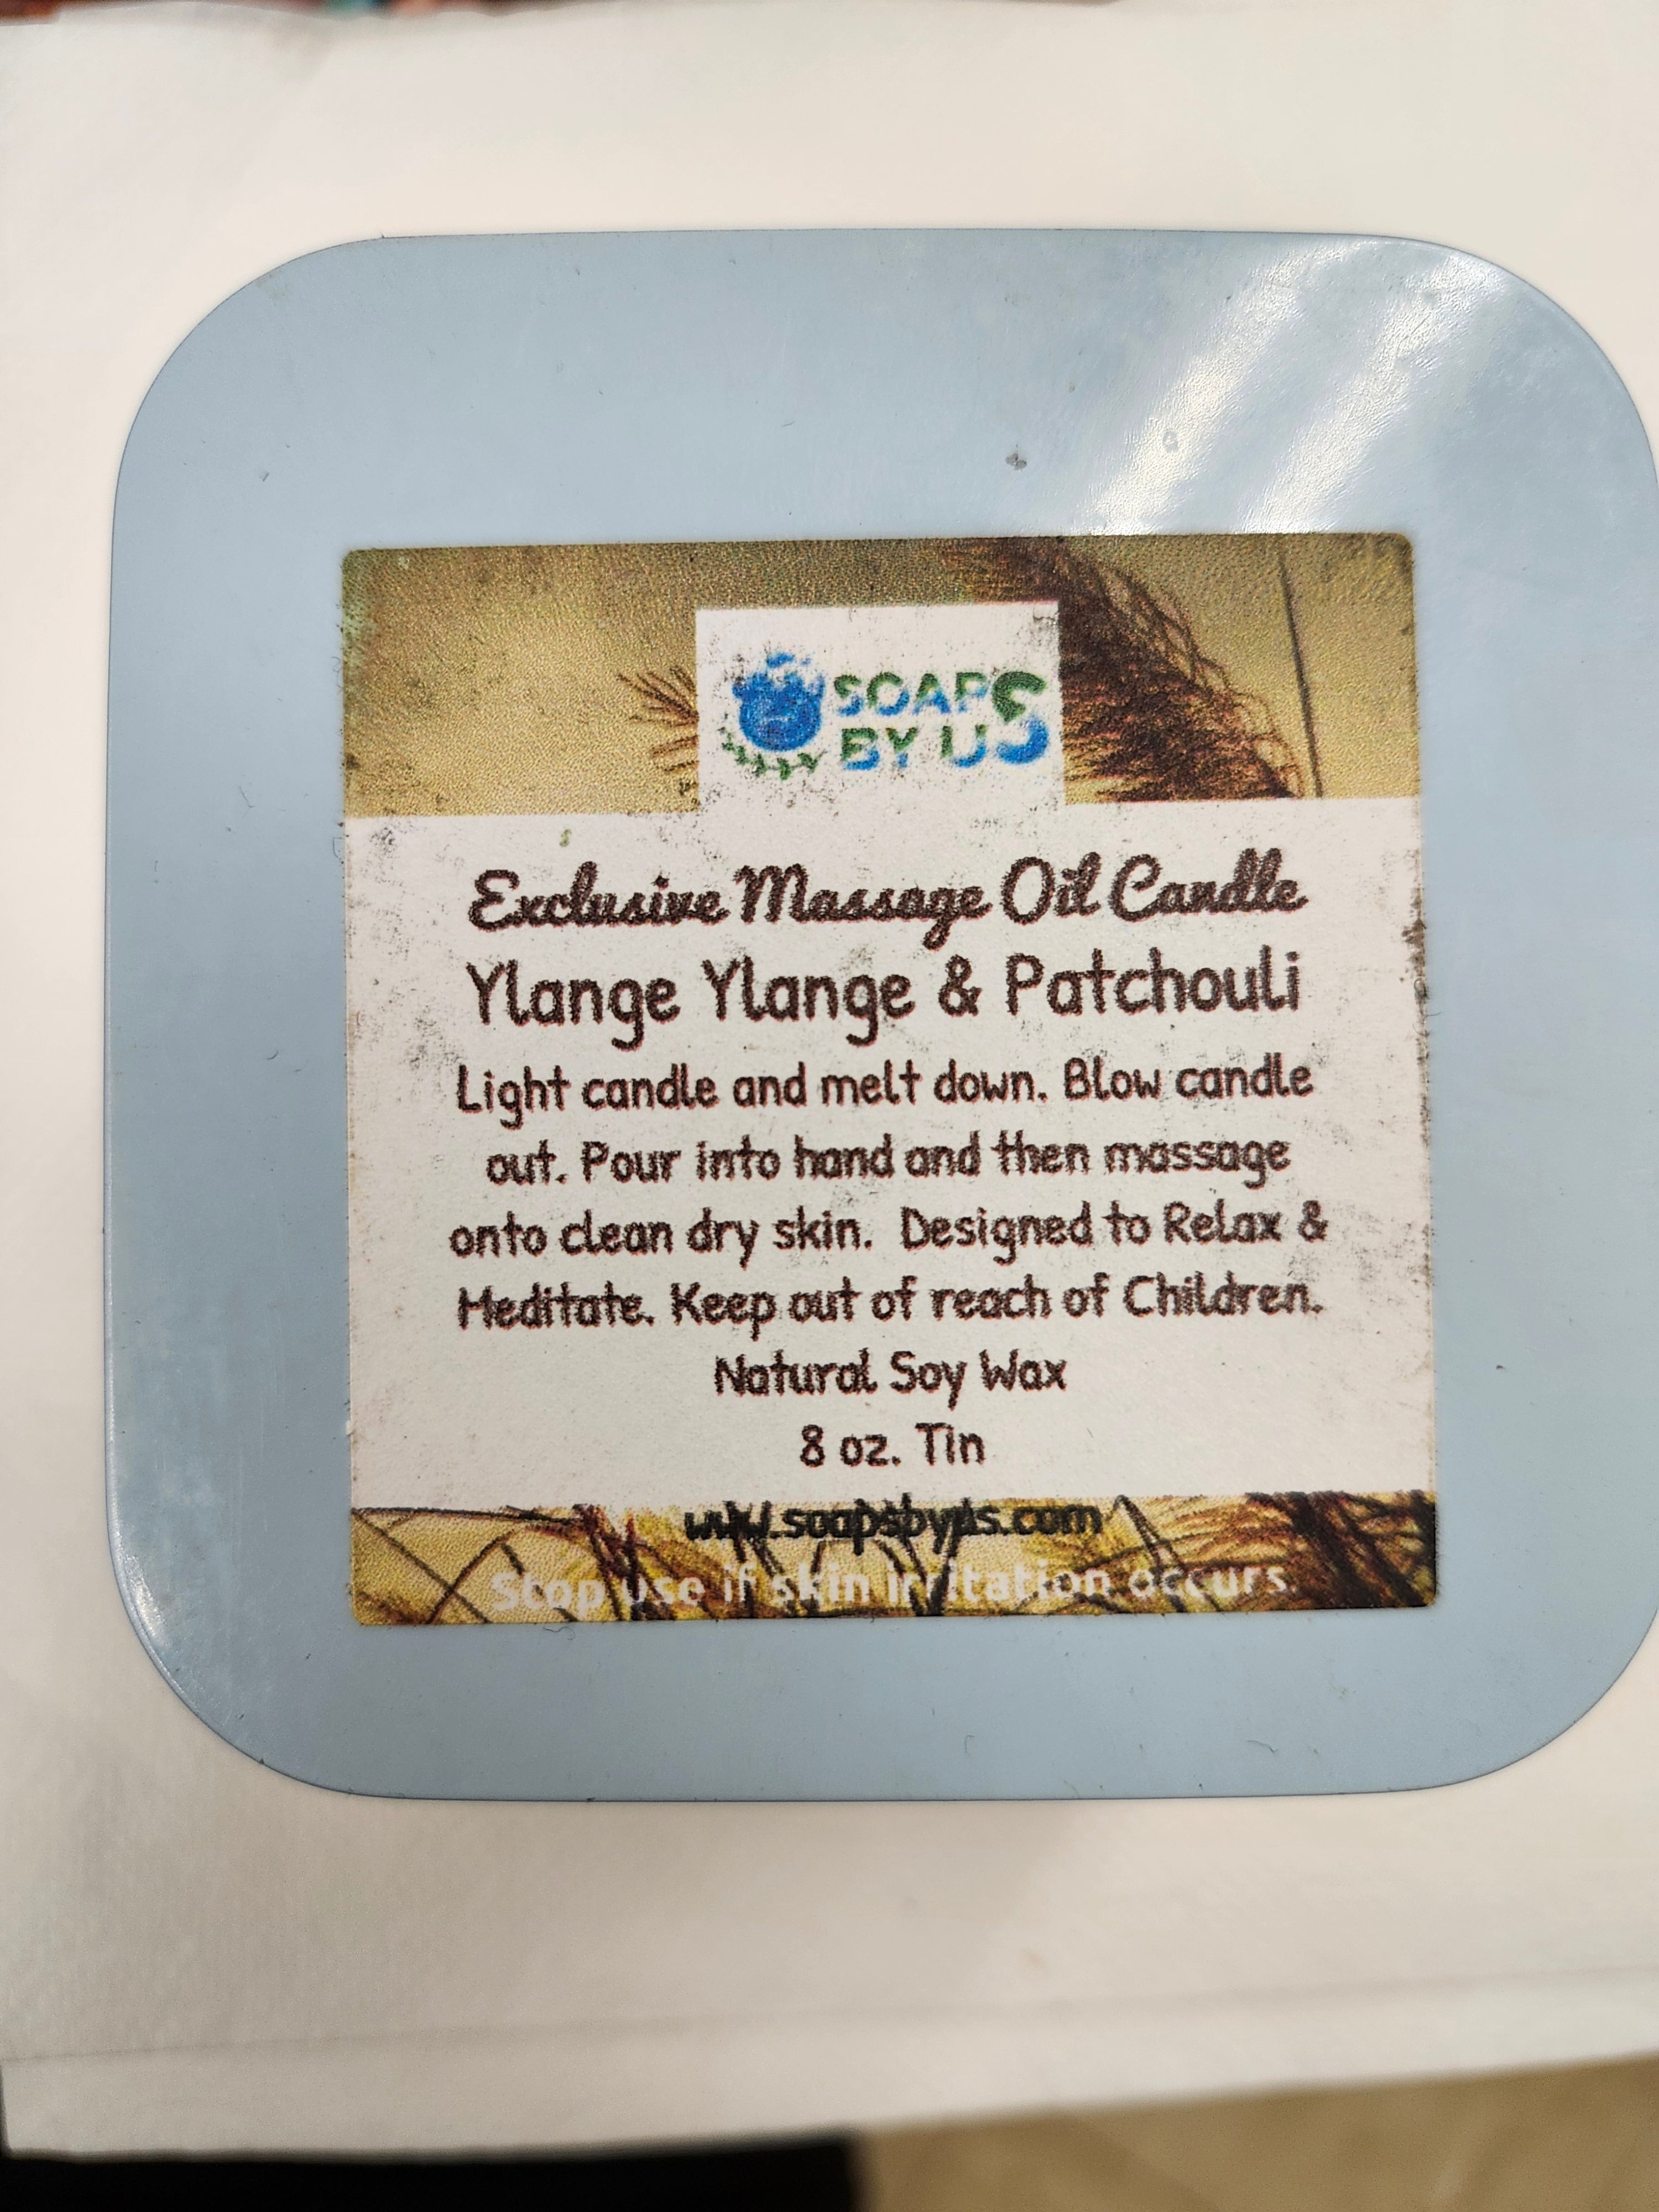 SOAPS
BY US
Exclusive Massage Oil Candle
Ylange Ylange & Patchouli
Light candle and melt down. Blow candle
out. Pour into hand and then massage
onto clean dry skin. Designed to Relax &
Meditate. Keep out of reach of Children.
Natural Soy Wax
8 oz. Tin
www.soapsbyus.com
Stop use if skin irritation occurs.